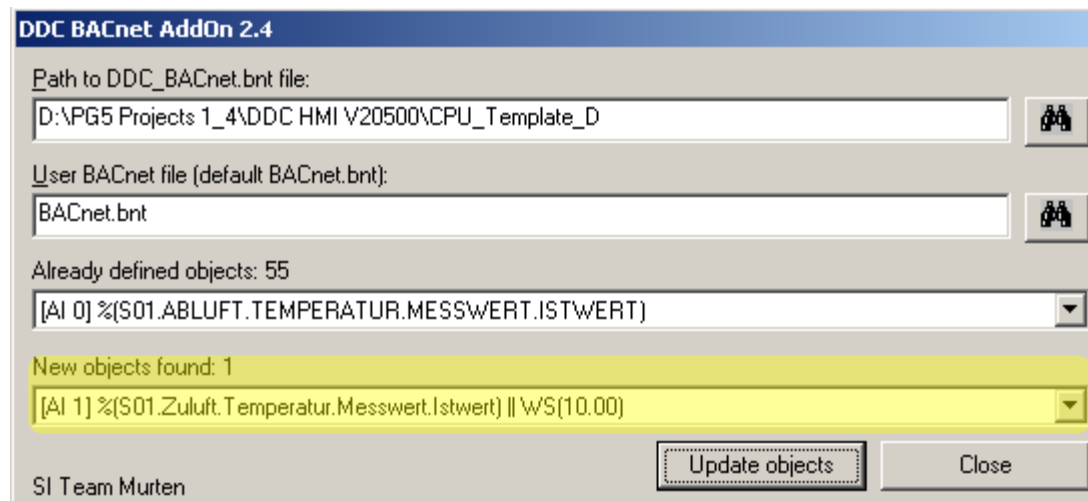 DDC BACnet AddOn 2.4
Path to DDC_BACnet.bnt file:
D:\PG5 Projects 1_4\DDC HMI V20500\CPU_Template_D
User BACnet file (default BACnet.bnt):
BACnet.bnt
Already defined objects: 55
[AI 0] %(S01.ABLUFT.TEMPERATUR.MESSWERT.ISTWERT)
New objects found: 1
[AI 1] %(S01.Zuluft.Temperatur.Messwert.Istwert) || WS(10.00)
Update objects Close
SI Team Murten